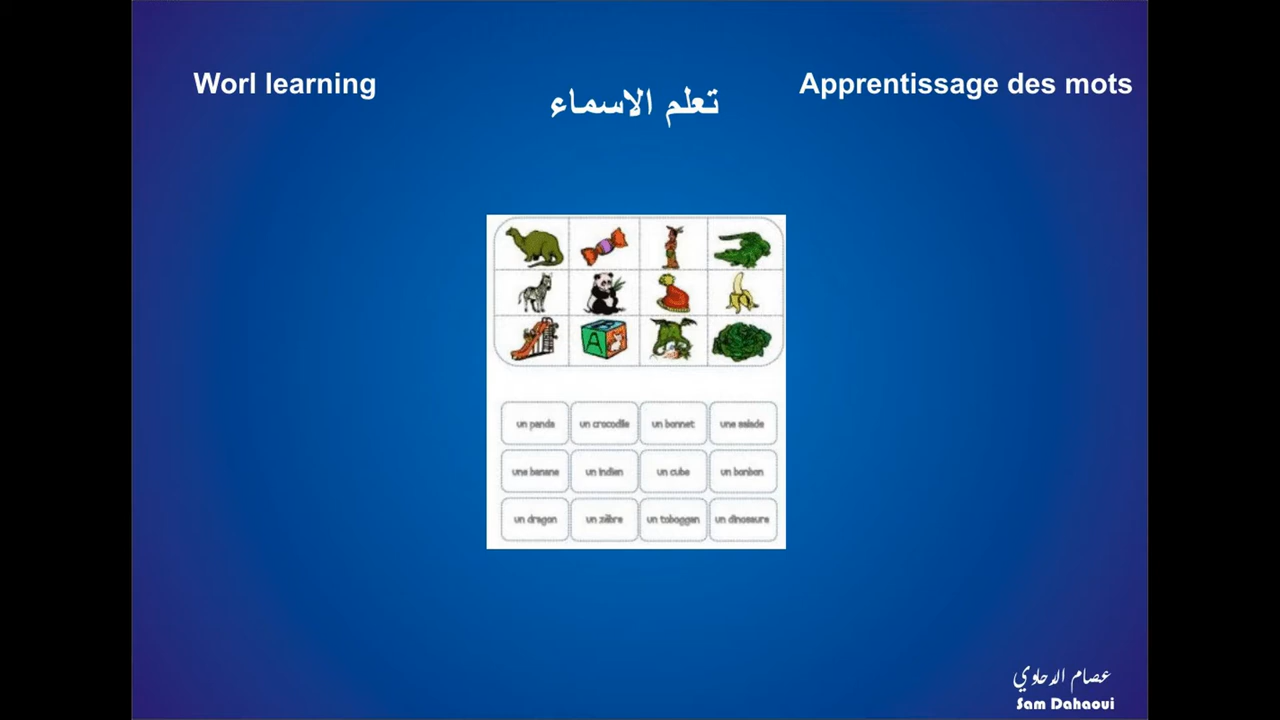 Worl learning
تعلم الاسماء
Apprentissage des mots
A
un panda
un crocodile
un bonnet
une salade
une banane
un indien
un cube
un bonbon
un dragon
un zèbre
un toboggan
un dinosaure
عصام الدحاوي
Sam Dahaoui